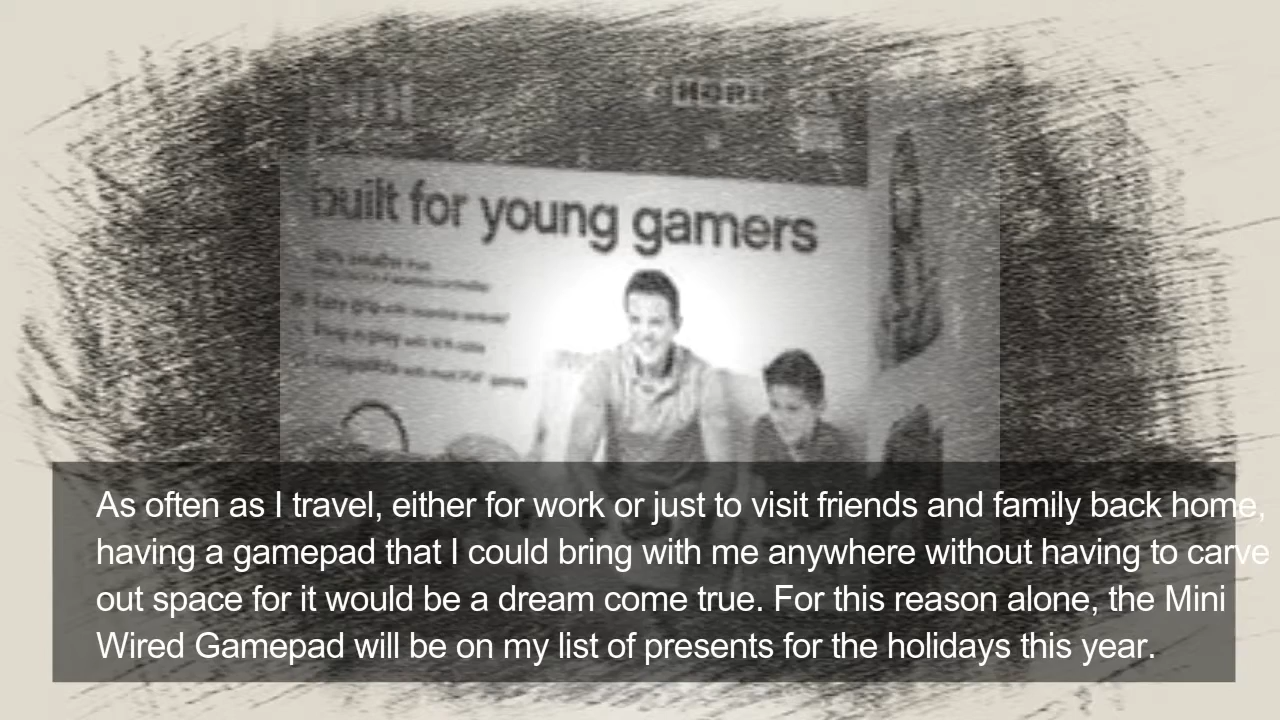 HORI
built for young gamers
As often as I travel, either for work or just to visit friends and family back home,
having a gamepad that I could bring with me anywhere without having to carve
out space for it would be a dream come true. For this reason alone, the Mini
Wired Gamepad will be on my list of presents for the holidays this year.